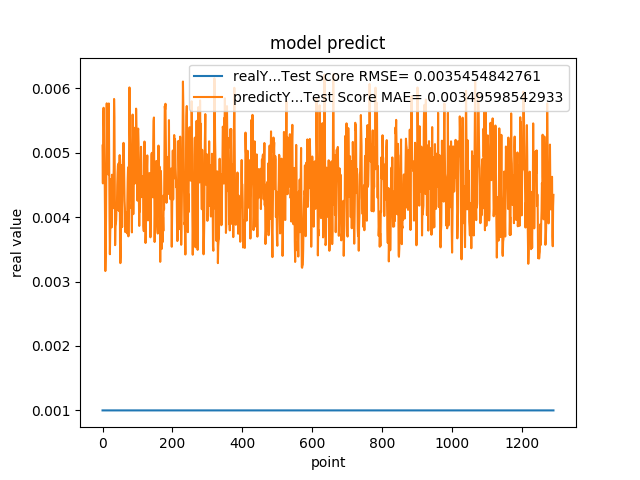 model predict
realY...Test Score RMSE= 0.0035454842761
predictY...Test Score MAE= 0.00349598542933
0.006
0.005
0.004
0.003
0.002
0.001
real value
0 200 400 600 800 1000 1200
point